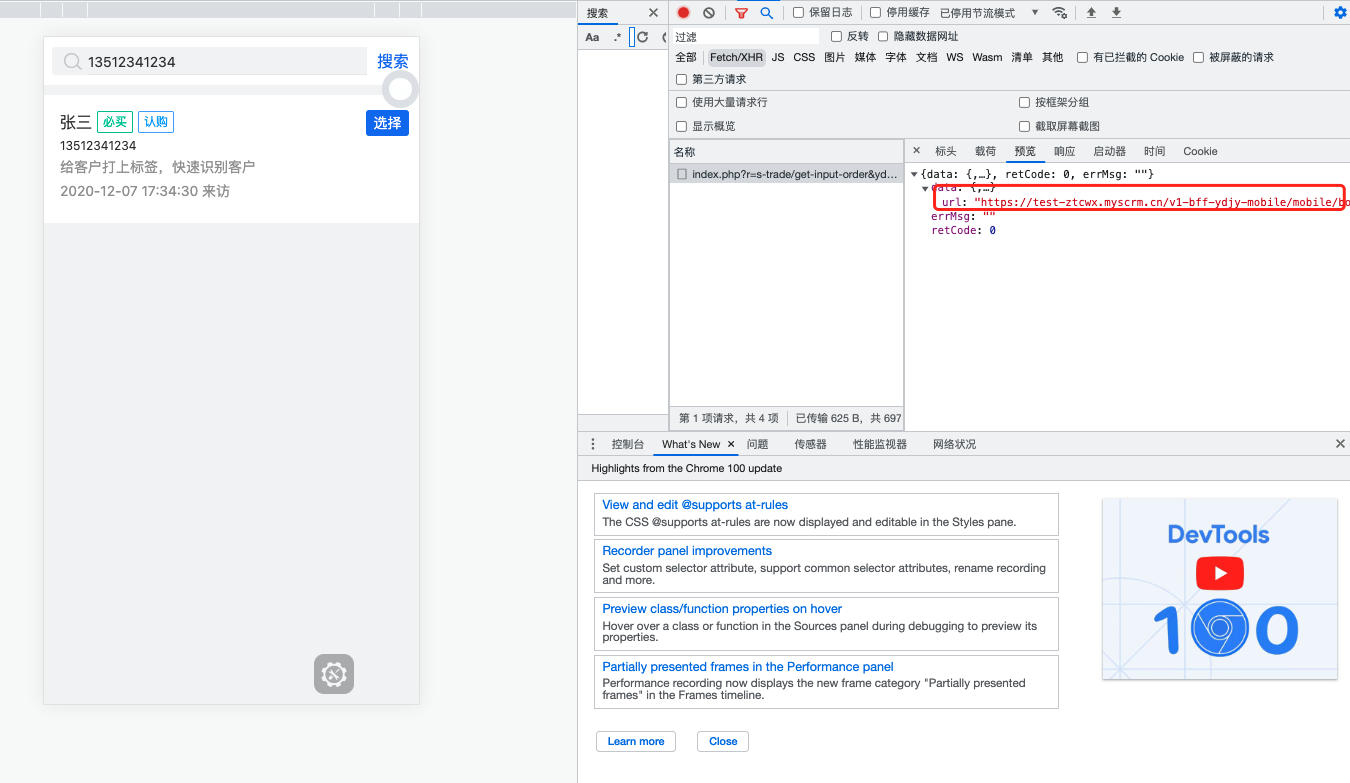 13512341234
搜索
张三 必买 认购
选择
13512341234
给客户打上标签，快速识别客户
2020-12-07 17:34:30 来访
搜索
Aa .*
保留日志 停用缓存 已停用节流模式
过滤
反转 隐藏数据网址
全部 Fetch/XHR JS CSS 图片 媒体 字体 文档 WS Wasm 清单 其他 有已拦截的 Cookie 被屏蔽的请求
第三方请求
使用大量请求行 按框架分组
显示概览 截取屏幕截图
名称
index.php?r=s-trade/get-input-order&yd…
第 1 项请求，共 4 项 已传输 625 B，共 697
标头 载荷 预览 响应 启动器 时间 Cookie
{data: {,…}, retCode: 0, errMsg: ""}
data: {,…}
url: "https://test-ztcwx.myscrm.cn/v1-bff-ydjy-mobile/mobile/bo
errMsg: ""
retCode: 0
控制台 What's New 问题 传感器 性能监视器 网络状况
Highlights from the Chrome 100 update
View and edit @supports at-rules
The CSS @supports at-rules are now displayed and editable in the Styles pane.
Recorder panel improvements
Set custom selector attribute, support common selector attributes, rename recording
and more.
Preview class/function properties on hover
Hover over a class or function in the Sources panel during debugging to preview its
properties.
Partially presented frames in the Performance panel
Performance recording now displays the new frame category "Partially presented
frames" in the Frames timeline.
Learn more Close
DevTools
100